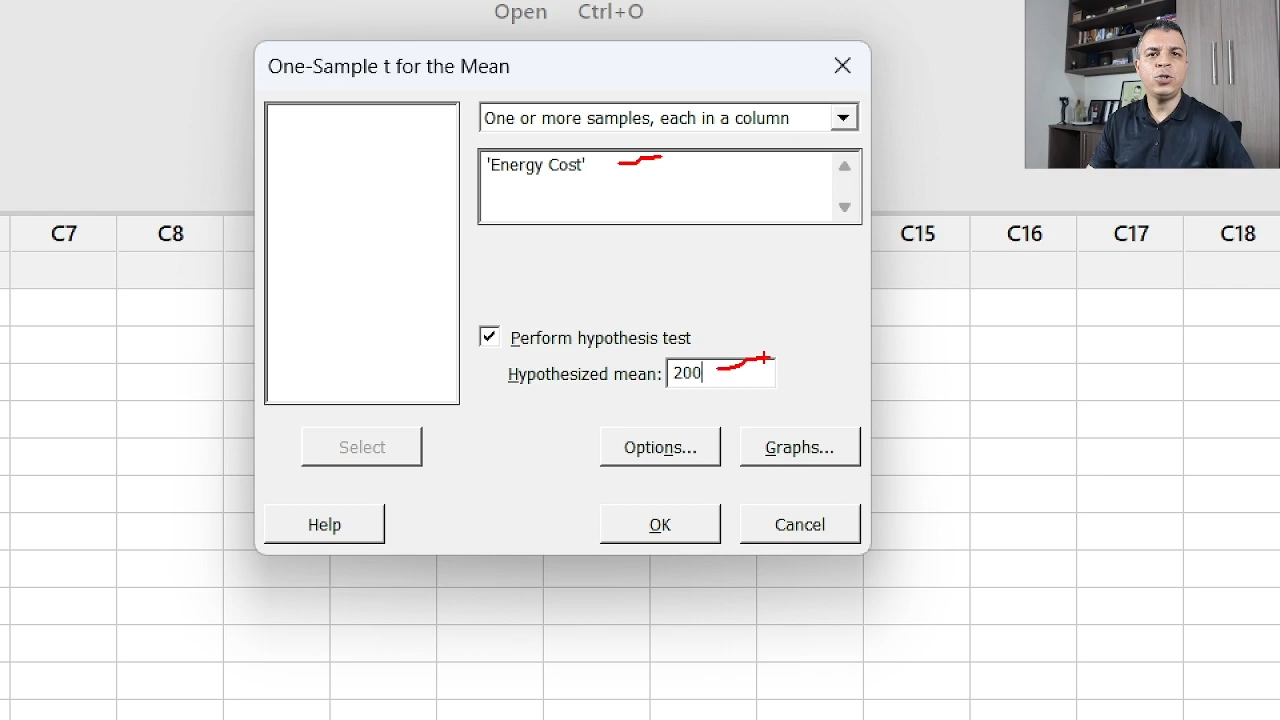 Open Ctrl+O
One-Sample t for the Mean
One or more samples, each in a column
'Energy Cost'
C7 C8 C15 C16 C17 C18
Perform hypothesis test
Hypothesized mean: 200
Select Options... Graphs...
Help OK Cancel